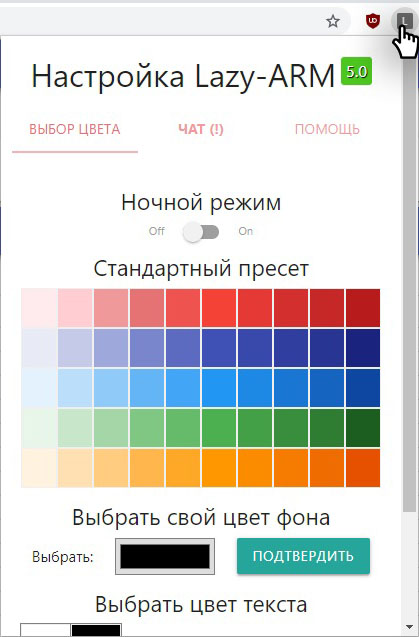 Настройка Lazy-ARM 5.0
ВЫБОР ЦВЕТА ЧАТ (!) ПОМОЩЬ
Ночной режим
Off On
Стандартный пресет
Выбрать свой цвет фона
Выбрать: ПОДТВЕРДИТЬ
Выбрать цвет текста